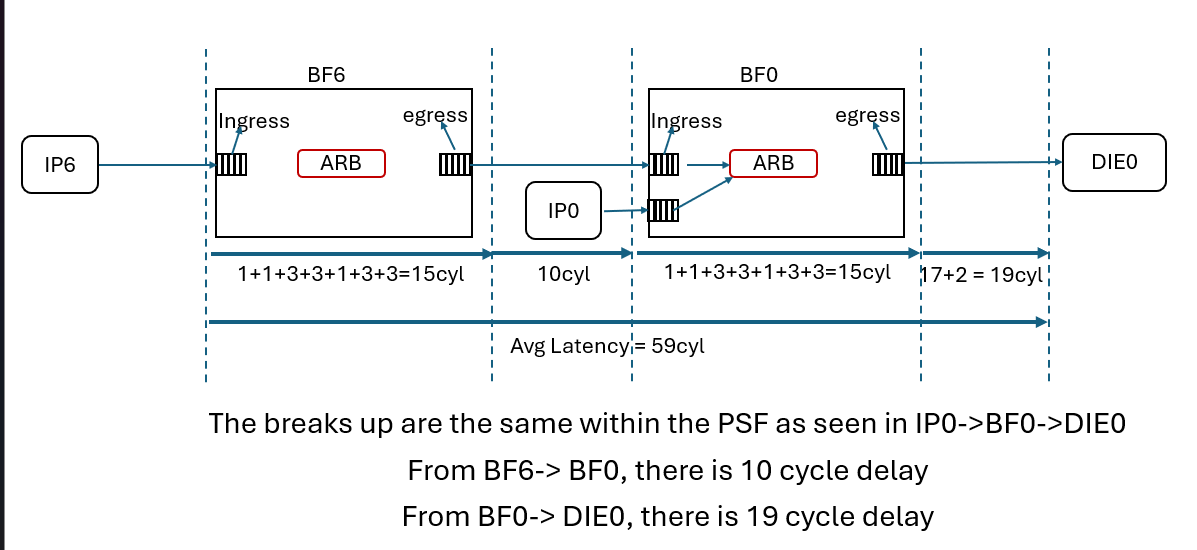 BF6
BF0
Ingress
egress
Ingress
egress
IP6
ARB
ARB
DIE0
IP0
1+1+3+3+1+3+3=15cyl
10cyl
1+1+3+3+1+3+3=15cyl
17+2 = 19cyl
Avg Latency = 59cyl
The breaks up are the same within the PSF as seen in IP0->BF0->DIE0
From BF6-> BF0, there is 10 cycle delay
From BF0-> DIE0, there is 19 cycle delay